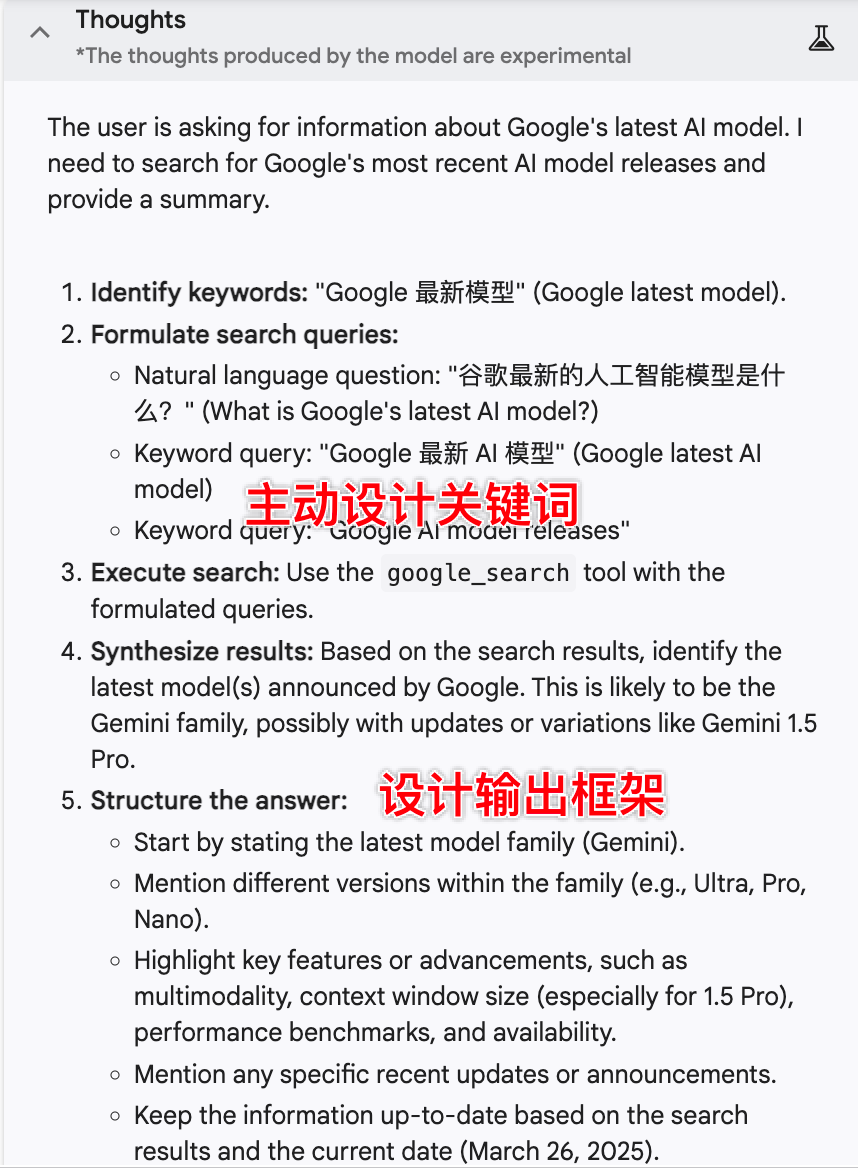 Thoughts
*The thoughts produced by the model are experimental
The user is asking for information about Google's latest AI model. I
need to search for Google's most recent AI model releases and
provide a summary.
1. Identify keywords: "Google 最新模型" (Google latest model).
2. Formulate search queries:
○ Natural language question: "谷歌最新的人工智能模型是什
么？" (What is Google's latest AI model?)
○ Keyword query: "Google 最新 AI 模型" (Google latest AI
model)
主动设计关键词
○ Keyword query: "Google AI model releases"
3. Execute search: Use the google_search tool with the
formulated queries.
4. Synthesize results: Based on the search results, identify the
latest model(s) announced by Google. This is likely to be the
Gemini family, possibly with updates or variations like Gemini 1.5
Pro.
5. Structure the answer:
设计输出框架
○ Start by stating the latest model family (Gemini).
○ Mention different versions within the family (e.g., Ultra, Pro,
Nano).
○ Highlight key features or advancements, such as
multimodality, context window size (especially for 1.5 Pro),
performance benchmarks, and availability.
○ Mention any specific recent updates or announcements.
○ Keep the information up-to-date based on the search
results and the current date (March 26, 2025).